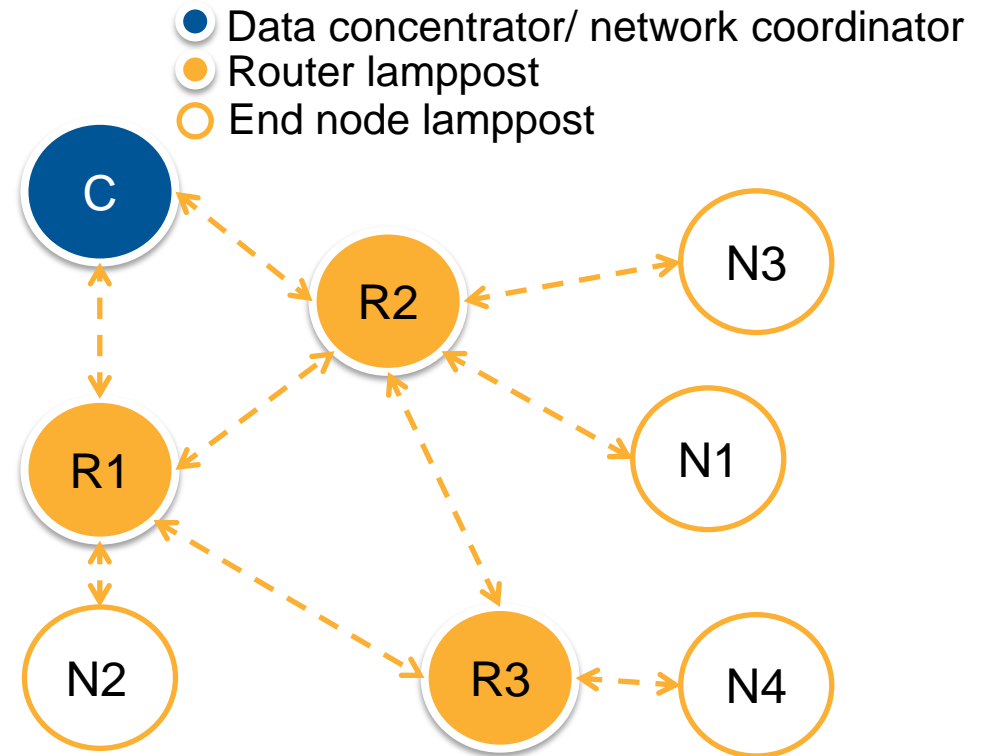 Data concentrator/ network coordinator
Router lamppost
End node lamppost
C
R2
N3
R1
N1
N2
R3
N4